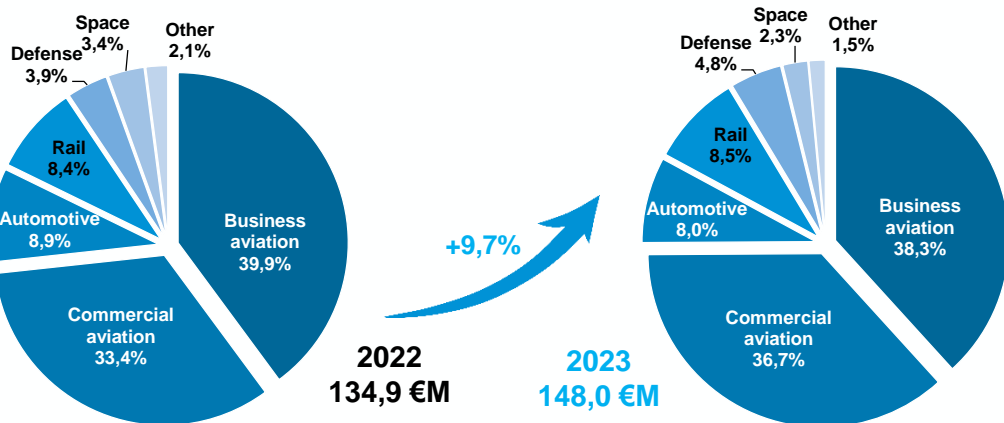 Space
3,4%
Other
2,1%
Defense
3,9%
Rail
8,4%
Automotive
8,9%
Business
aviation
39,9%
Commercial
aviation
33,4%
2022
134,9 €M
+9,7%
2023
148,0 €M
Space
2,3%
Other
1,5%
Defense
4,8%
Rail
8,5%
Automotive
8,0%
Business
aviation
38,3%
Commercial
aviation
36,7%